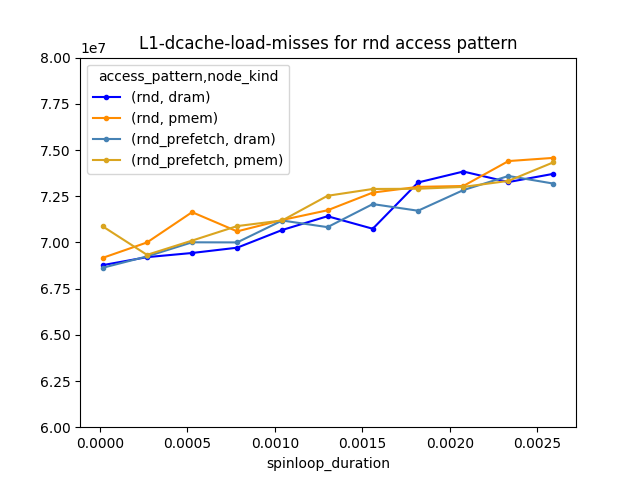 L1-dcache-load-misses for rnd access pattern
1e7
access_pattern,node_kind
(rnd, dram)
(rnd, pmem)
(rnd_prefetch, dram)
(rnd_prefetch, pmem)
8.00
7.75
7.50
7.25
7.00
6.75
6.50
6.25
6.00
0.0000 0.0005 0.0010 0.0015 0.0020 0.0025
spinloop_duration